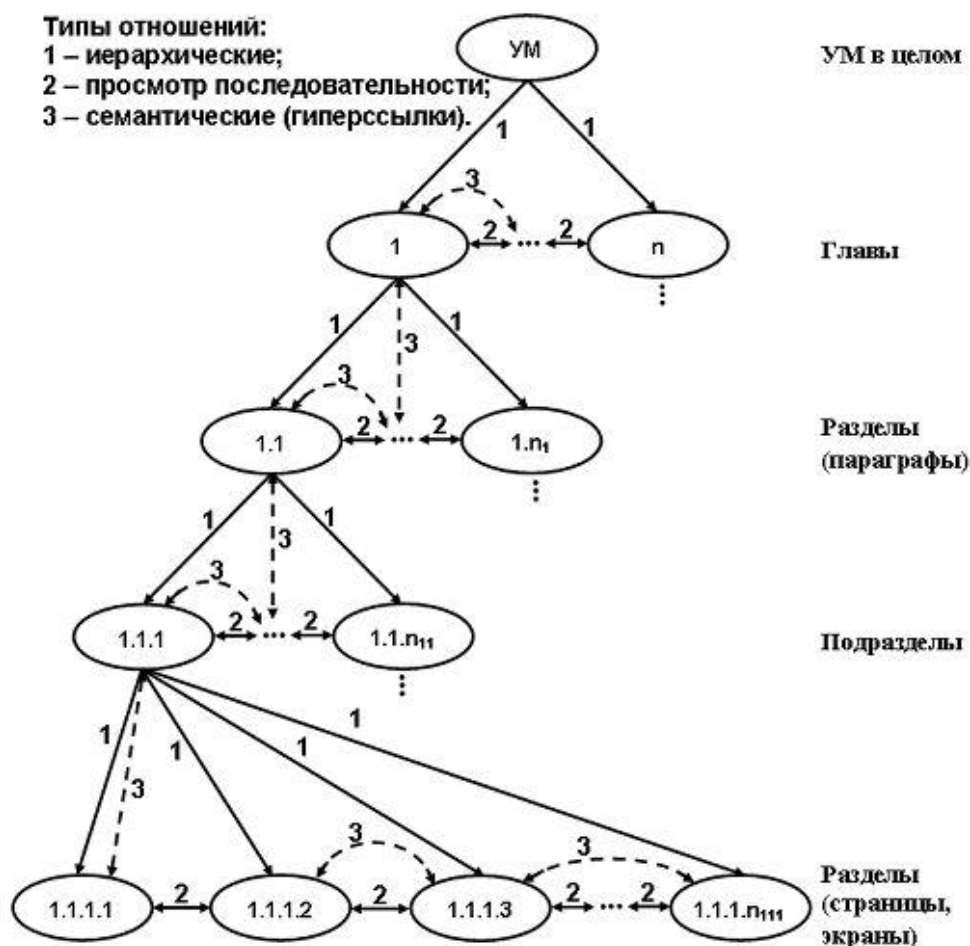 Типы отношений:
1 – иерархические;
2 – просмотр последовательности;
3 – семантические (гиперссылки).
УМ
УМ в целом
1
1
3
1
2
...
2
n
Главы
⋮
1
3
1
3
1.1
2
...
2
1.n₁
Разделы
(параграфы)
⋮
1
3
1
3
1.1.1
2
...
2
1.1.n₁₁
Подразделы
⋮
1
3
1
1
1
3
3
1.1.1.1
2
1.1.1.2
2
1.1.1.3
2
...
2
1.1.1.n₁₁₁
Разделы
(страницы,
экраны)